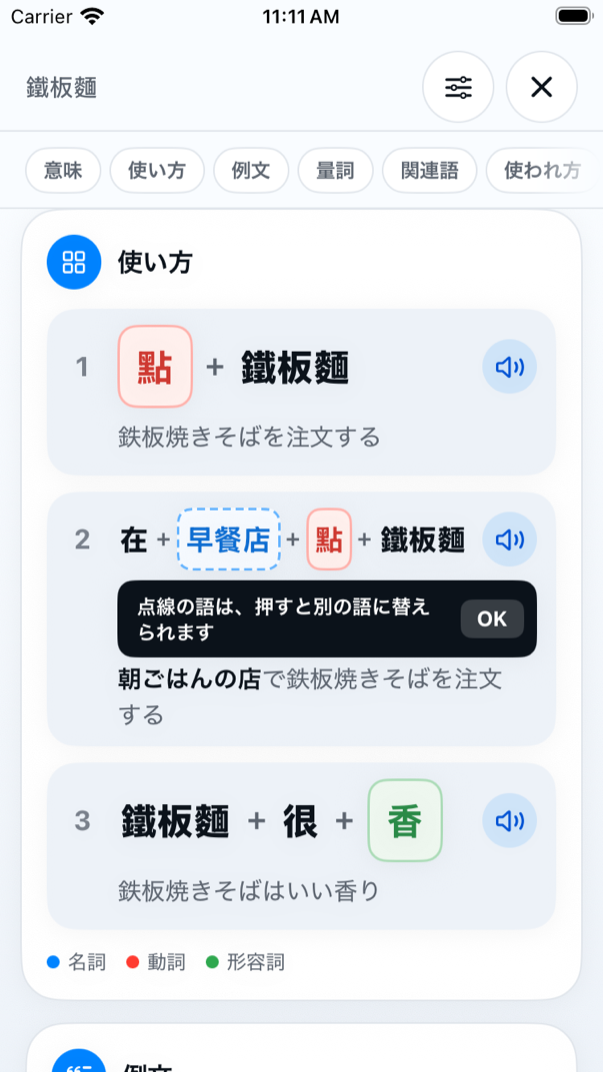 Carrier 11:11 AM
鐵板麵
意味 使い方 例文 量詞 関連語 使われ方
使い方
1 點 + 鐵板麵
鉄板焼きそばを注文する
2 在 + 早餐店 + 點 + 鐵板麵
点線の語は、押すと別の語に替え
られます
OK
朝ごはんの店で鉄板焼きそばを注文
する
3 鐵板麵 + 很 + 香
鉄板焼きそばはいい香り
名詞 動詞 形容詞
例文